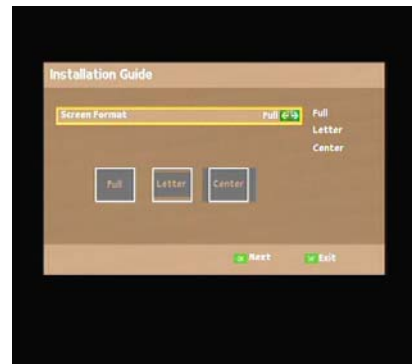 Installation Guide
Screen Format Full
Full
Letter
Center
Full Letter Center
Next Exit